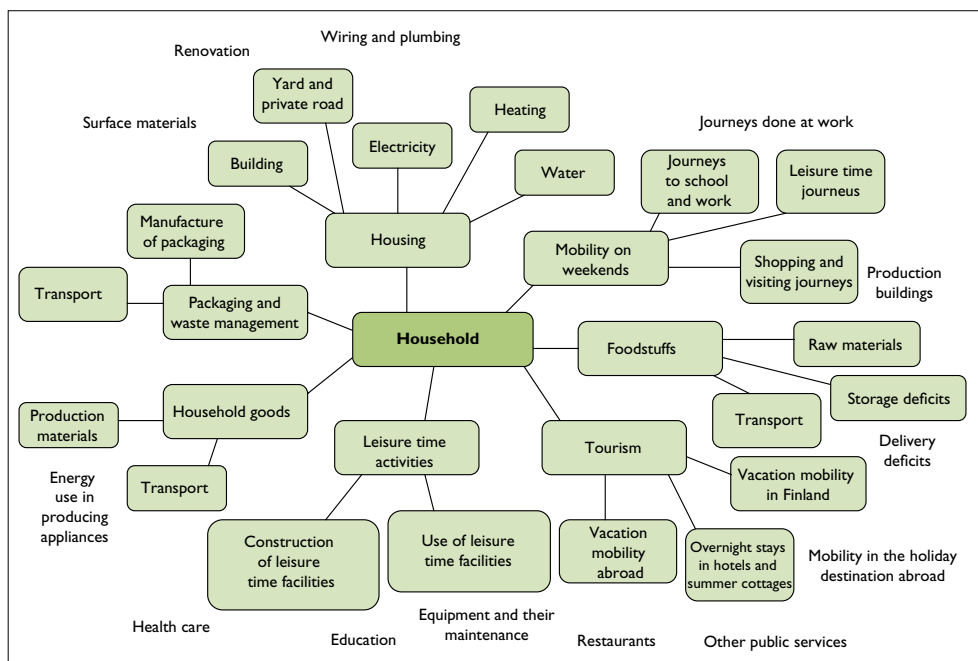 Wiring and plumbing
Renovation
Yard and
private road
Heating
Surface materials
Electricity
Journeys done at work
Building
Water
Journeys
to school
and work
Leisure time
journeus
Manufacture
of packaging
Housing
Mobility on
weekends
Shopping and
visiting journeys
Production
buildings
Transport
Packaging and
waste management
Household
Foodstuffs
Raw materials
Storage deficits
Production
materials
Household goods
Transport
Delivery
deficits
Leisure time
activities
Tourism
Vacation mobility
in Finland
Energy
use in
producing
appliances
Transport
Construction
of leisure
time facilities
Use of leisure
time facilities
Vacation
mobility
abroad
Overnight stays
in hotels and
summer cottages
Mobility in the holiday
destination abroad
Health care
Education
Equipment and their
maintenance
Restaurants
Other public services